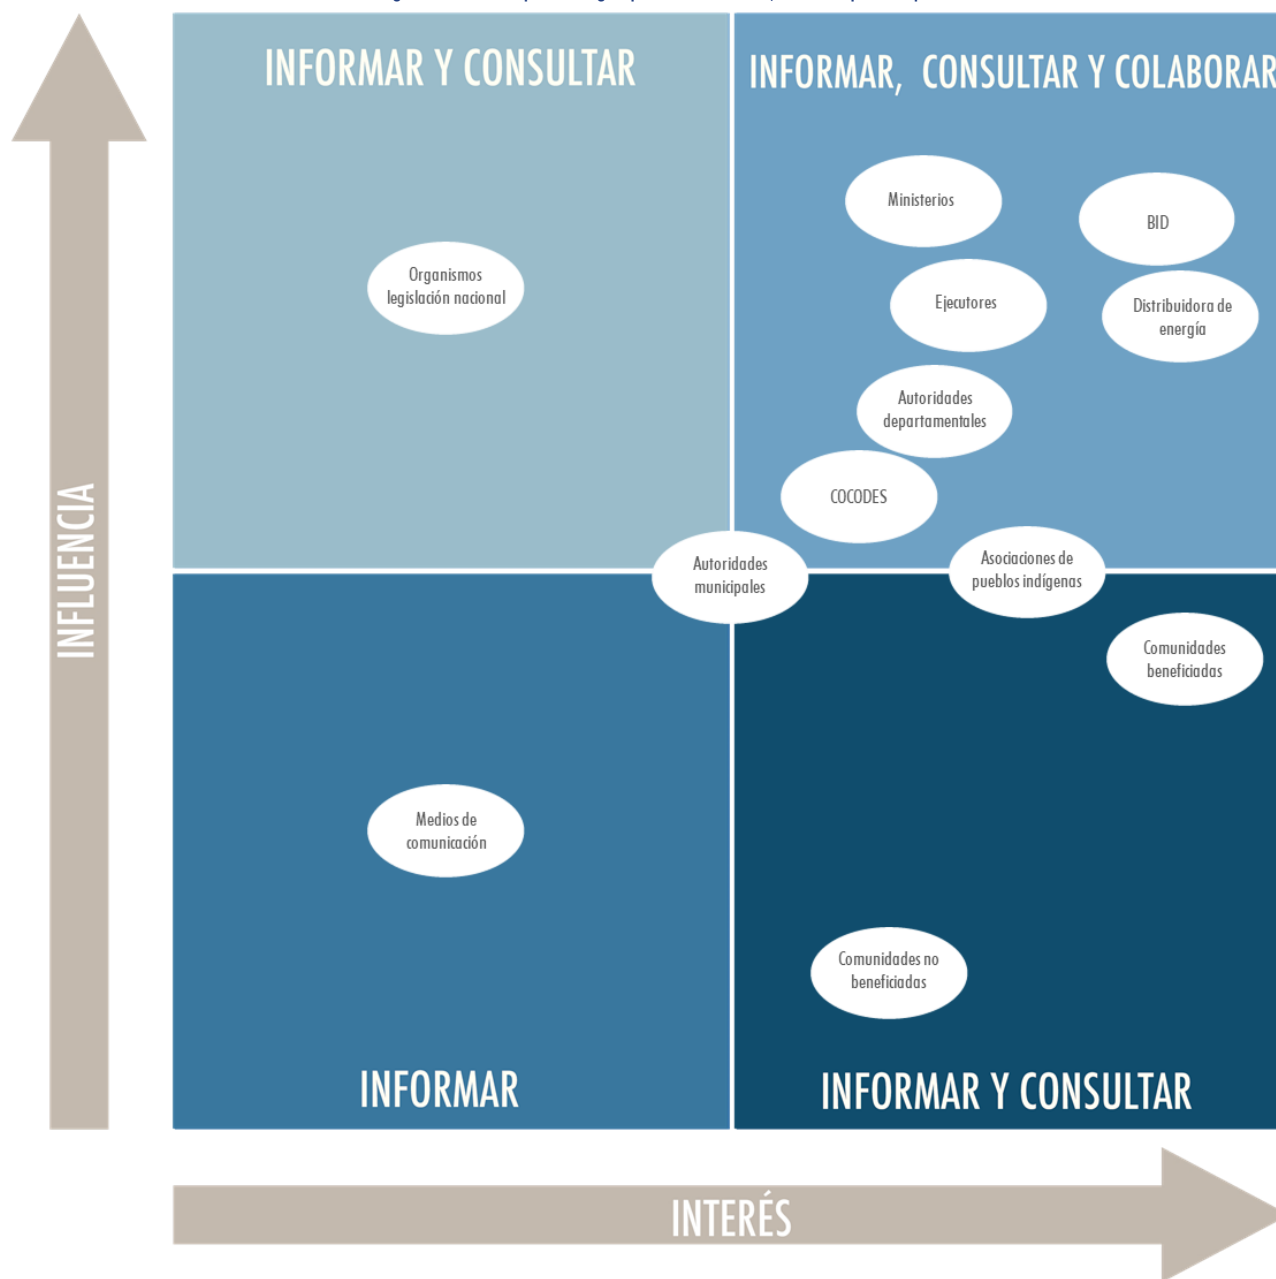 INFORMAR Y CONSULTAR
INFORMAR, CONSULTAR Y COLABORAR
Ministerios
BID
Organismos
legislación nacional
Ejecutores
Distribuidora de
energía
Autoridades
departamentales
COCODES
Autoridades
municipales
Asociaciones de
pueblos indígenas
Comunidades
beneficiadas
INFLUENCIA
Medios de
comunicación
Comunidades no
beneficiadas
INFORMAR
INFORMAR Y CONSULTAR
INTERÉS